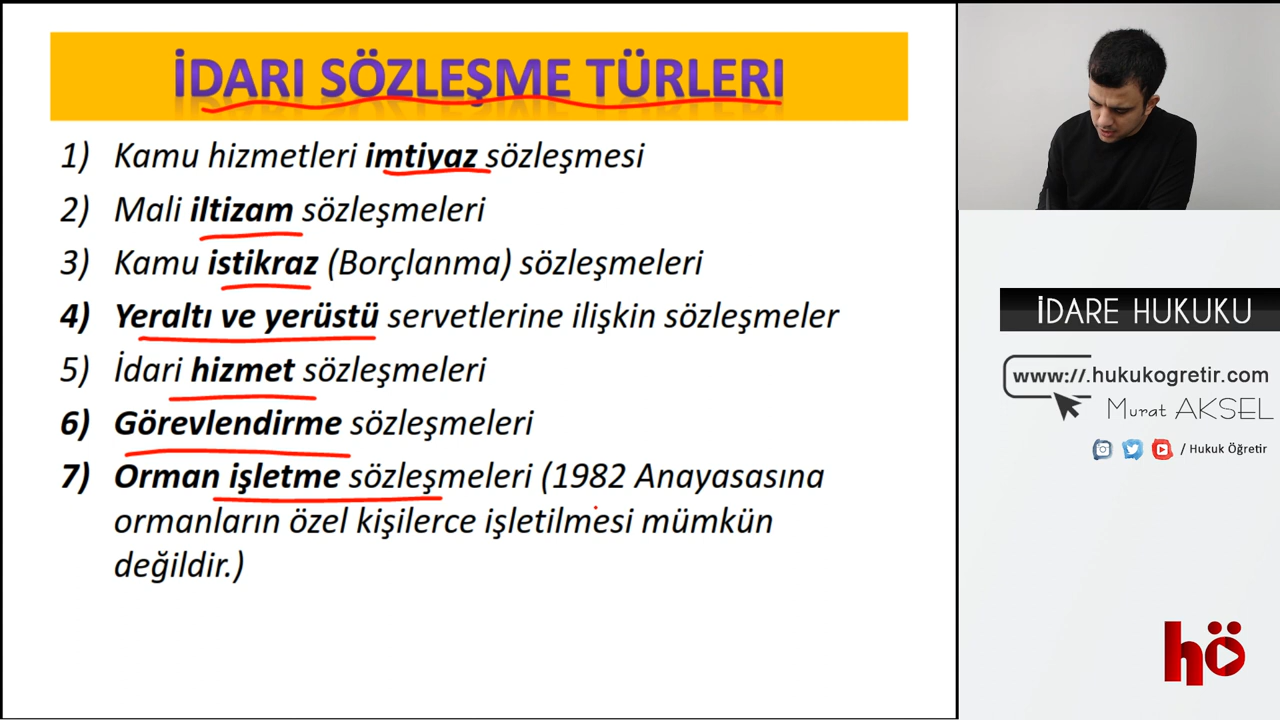 İDARI SÖZLEŞME TÜRLERI
1) Kamu hizmetleri imtiyaz sözleşmesi
2) Mali iltizam sözleşmeleri
3) Kamu istikraz (Borçlanma) sözleşmeleri
4) Yeraltı ve yerüstü servetlerine ilişkin sözleşmeler
5) İdari hizmet sözleşmeleri
6) Görevlendirme sözleşmeleri
7) Orman işletme sözleşmeleri (1982 Anayasasına
ormanların özel kişilerce işletilmesi mümkün
değildir.)
İDARE HUKUKU
www://.hukukogretir.com
Murat AKSEL
/ Hukuk Öğretir
hö